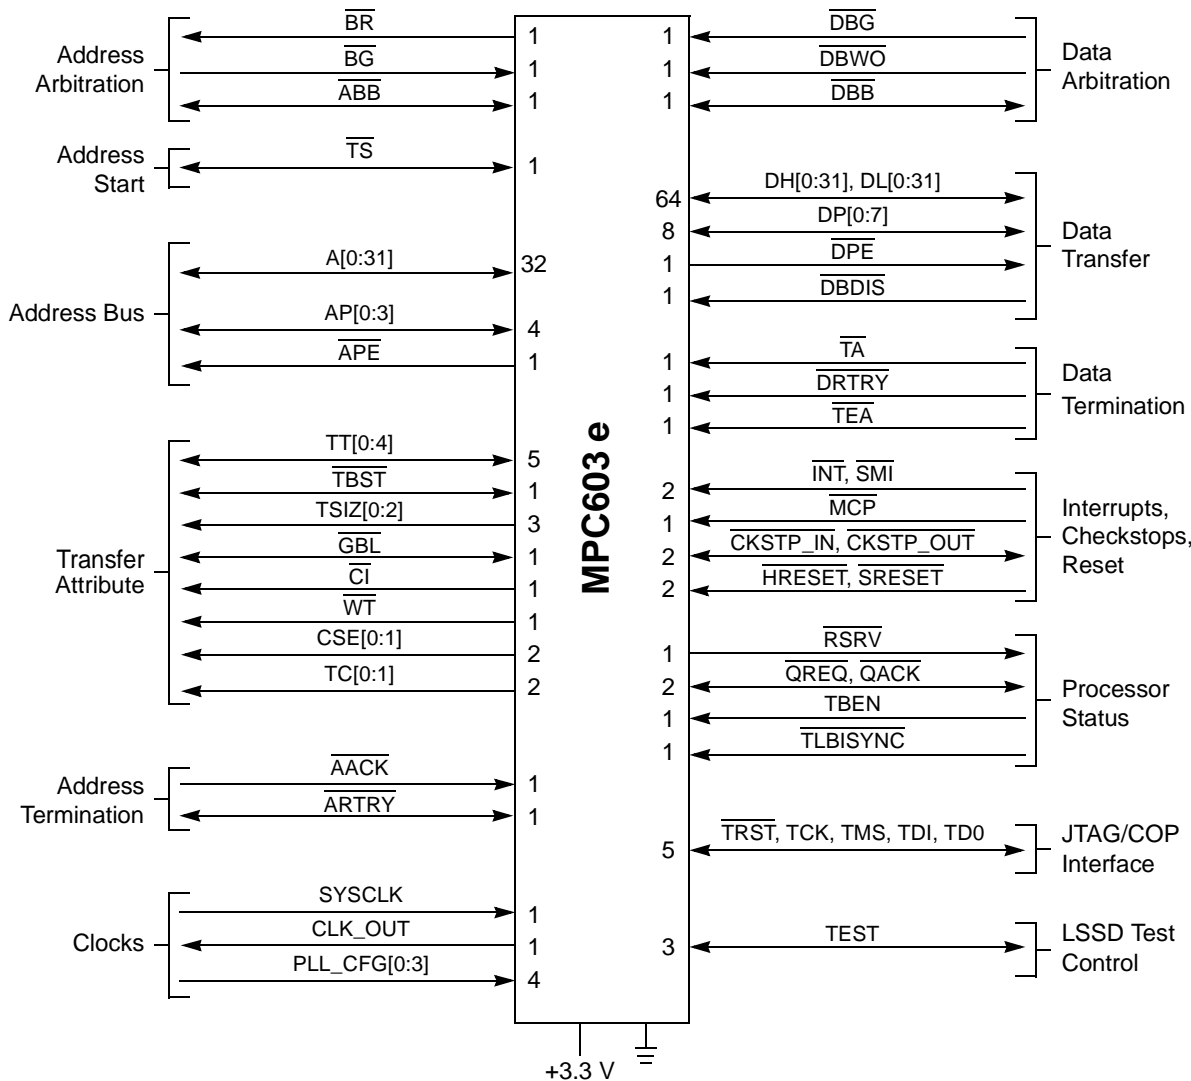 Address
Arbitration
BR
1
BG
1
ABB
1
Address
Start
TS
1
Address Bus
A[0:31]
32
AP[0:3]
4
APE
1
Transfer
Attribute
TT[0:4]
5
TBST
1
TSIZ[0:2]
3
GBL
1
CI
1
WT
1
CSE[0:1]
2
TC[0:1]
2
Address
Termination
AACK
1
ARTRY
1
Clocks
SYSCLK
1
CLK_OUT
1
PLL_CFG[0:3]
4
MPC603 e
+3.3 V
1
DBG
1
DBWO
1
DBB
Data
Arbitration
64
DH[0:31], DL[0:31]
8
DP[0:7]
1
DPE
1
DBDIS
Data
Transfer
1
TA
1
DRTRY
1
TEA
Data
Termination
2
INT, SMI
1
MCP
2
CKSTP_IN, CKSTP_OUT
2
HRESET, SRESET
Interrupts,
Checkstops,
Reset
1
RSRV
2
QREQ, QACK
1
TBEN
1
TLBISYNC
Processor
Status
5
TRST, TCK, TMS, TDI, TD0
JTAG/COP
Interface
3
TEST
LSSD Test
Control